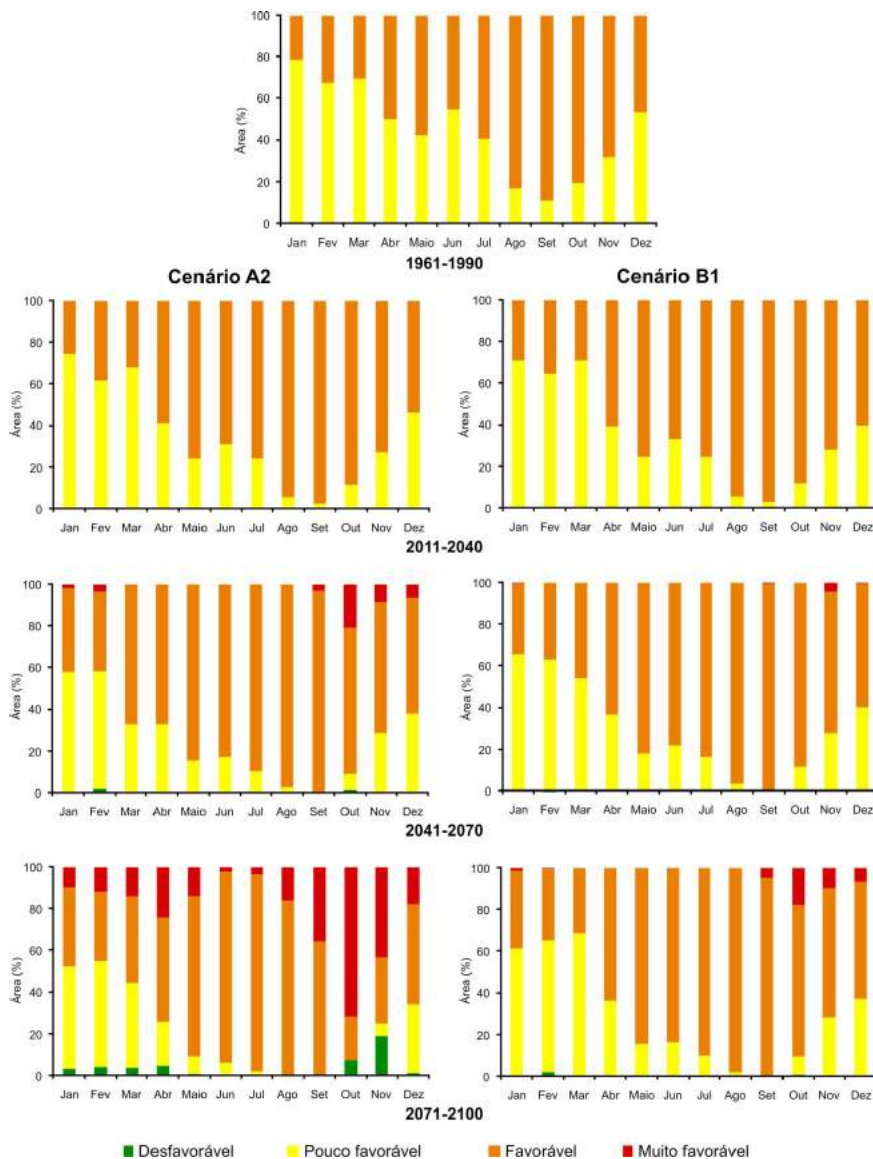 100
80
60
40
20
0
Área (%)
Jan Fev Mar Abr Maio Jun Jul Ago Set Out Nov Dez
1961-1990
Cenário A2 Cenário B1
100
80
60
40
20
0
Área (%)
Jan Fev Mar Abr Maio Jun Jul Ago Set Out Nov Dez
100
80
60
40
20
0
Área (%)
Jan Fev Mar Abr Maio Jun Jul Ago Set Out Nov Dez
2011-2040
100
80
60
40
20
0
Área (%)
Jan Fev Mar Abr Maio Jun Jul Ago Set Out Nov Dez
100
80
60
40
20
0
Área (%)
Jan Fev Mar Abr Maio Jun Jul Ago Set Out Nov Dez
2041-2070
100
80
60
40
20
0
Área (%)
Jan Fev Mar Abr Maio Jun Jul Ago Set Out Nov Dez
100
80
60
40
20
0
Área (%)
Jan Fev Mar Abr Maio Jun Jul Ago Set Out Nov Dez
2071-2100
Desfavorável Pouco favorável Favorável Muito favorável